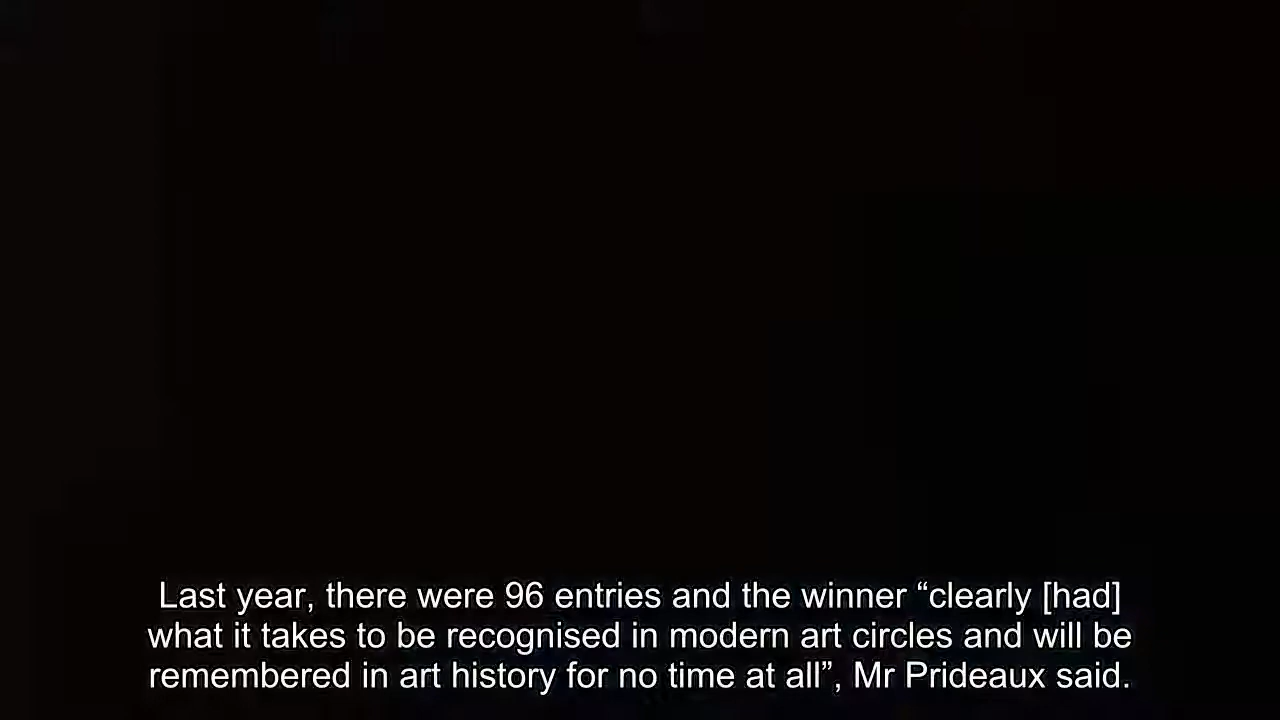 Last year, there were 96 entries and the winner “clearly [had]
what it takes to be recognised in modern art circles and will be
remembered in art history for no time at all”, Mr Prideaux said.